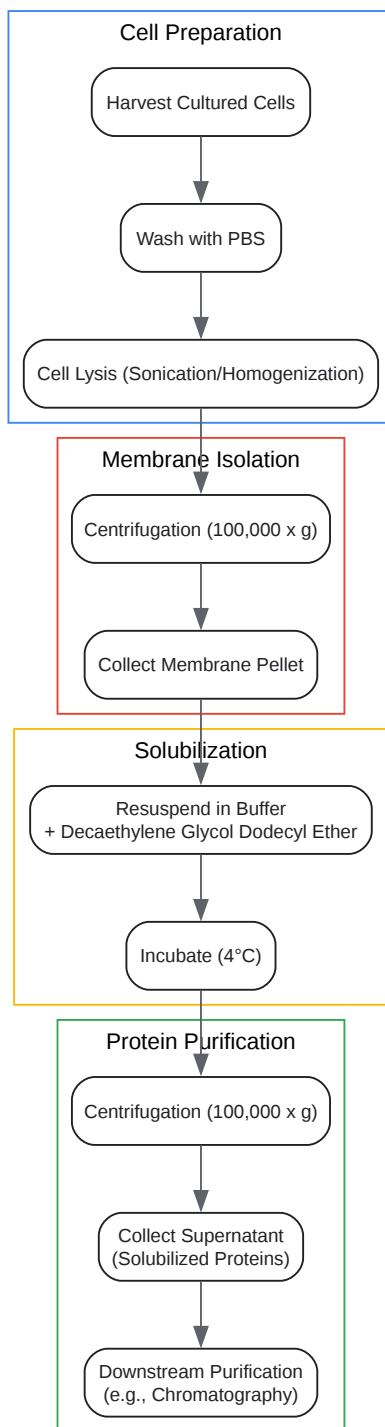 Cell Preparation
Harvest Cultured Cells
Wash with PBS
Cell Lysis (Sonication/Homogenization)
Membrane Isolation
Centrifugation (100,000 x g)
Collect Membrane Pellet
Solubilization
Resuspend in Buffer
+ Decaethylene Glycol Dodecyl Ether
Incubate (4°C)
Protein Purification
Centrifugation (100,000 x g)
Collect Supernatant
(Solubilized Proteins)
Downstream Purification
(e.g., Chromatography)